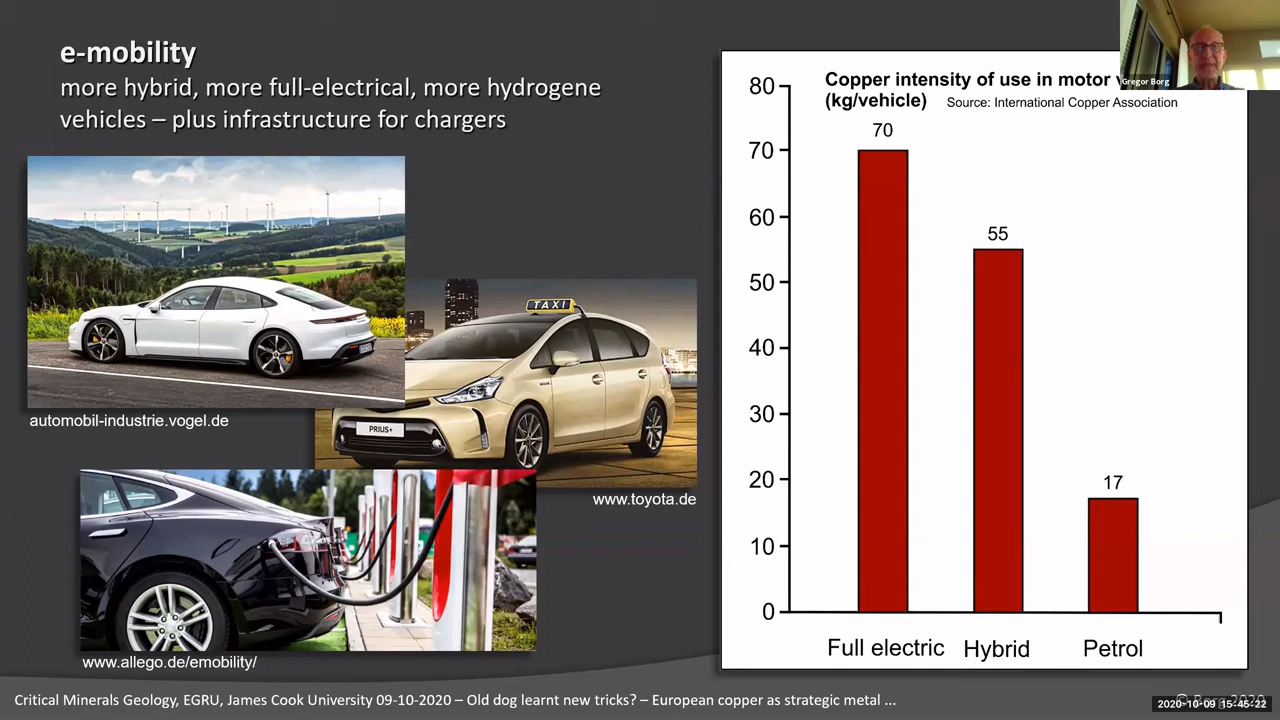 e-mobility
more hybrid, more full-electrical, more hydrogene
vehicles – plus infrastructure for chargers
automobil-industrie.vogel.de
TAXI
PRIUS+
www.toyota.de
www.allego.de/emobility/
Copper intensity of use in motor
(kg/vehicle) Source: International Copper Association
Gregor Borg
80
70
60
50
40
30
20
10
0
70
55
17
Full electric Hybrid Petrol
Critical Minerals Geology, EGRU, James Cook University 09-10-2020 – Old dog learnt new tricks? – European copper as strategic metal ...
© Borg 2020
2020-10-09 15:45:22